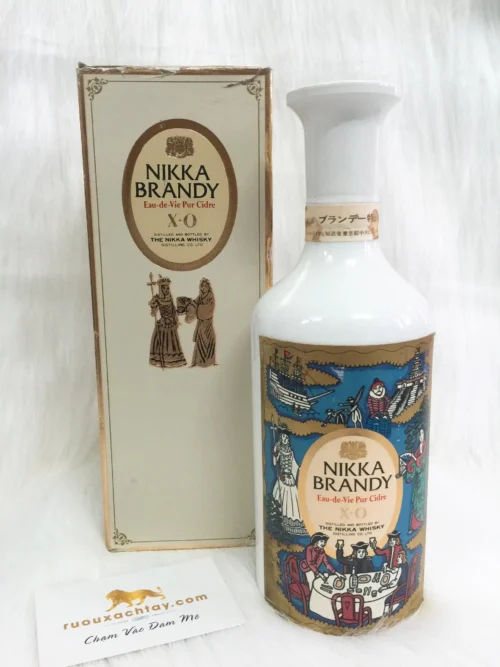 NIKKA
BRANDY
Eau-de-Vie Pur Cidre
X·O
DISTILLED AND BOTTLED BY
THE NIKKA WHISKY
DISTILLING CO. LTD.
ブランデー特
NIKKA
BRANDY
Eau-de-Vie Pur Cidre
X·O
DISTILLED AND BOTTLED BY
THE NIKKA WHISKY
DISTILLING CO. LTD.
ruouxachtay.com
Chạm Vào Đam Mê